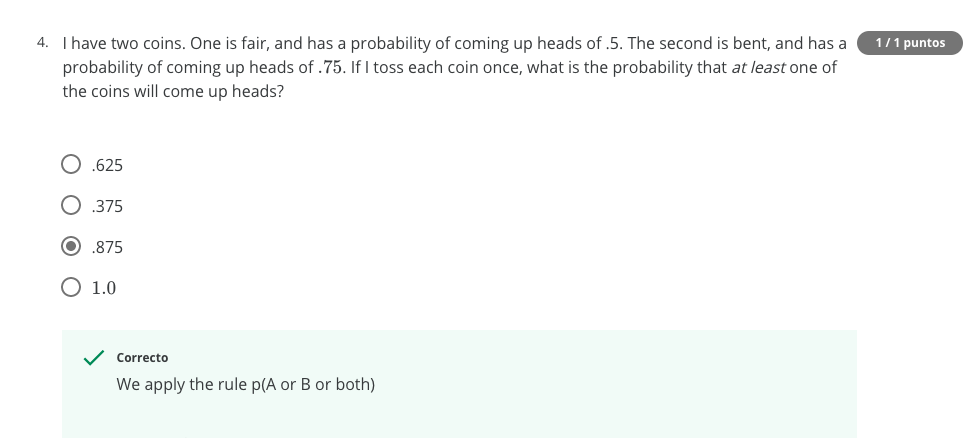 4. I have two coins. One is fair, and has a probability of coming up heads of .5. The second is bent, and has a 1 / 1 puntos
probability of coming up heads of .75. If I toss each coin once, what is the probability that at least one of
the coins will come up heads?
.625
.375
.875
1.0
Correcto
We apply the rule p(A or B or both)